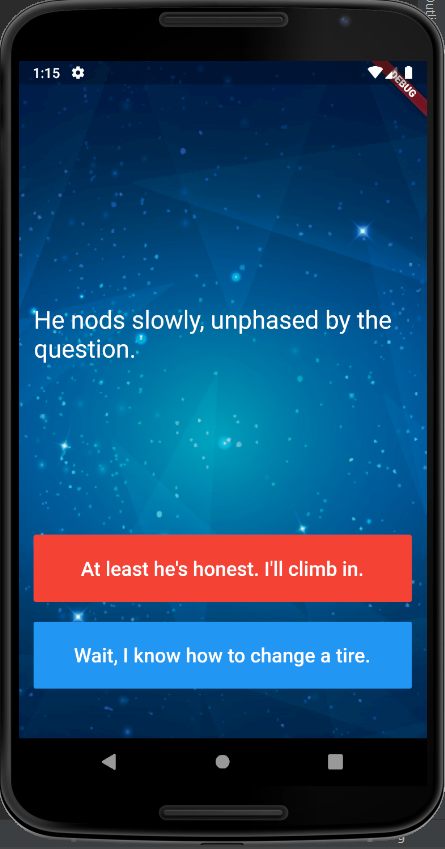 1:15
DEBUG
He nods slowly, unphased by the
question.
At least he's honest. I'll climb in.
Wait, I know how to change a tire.